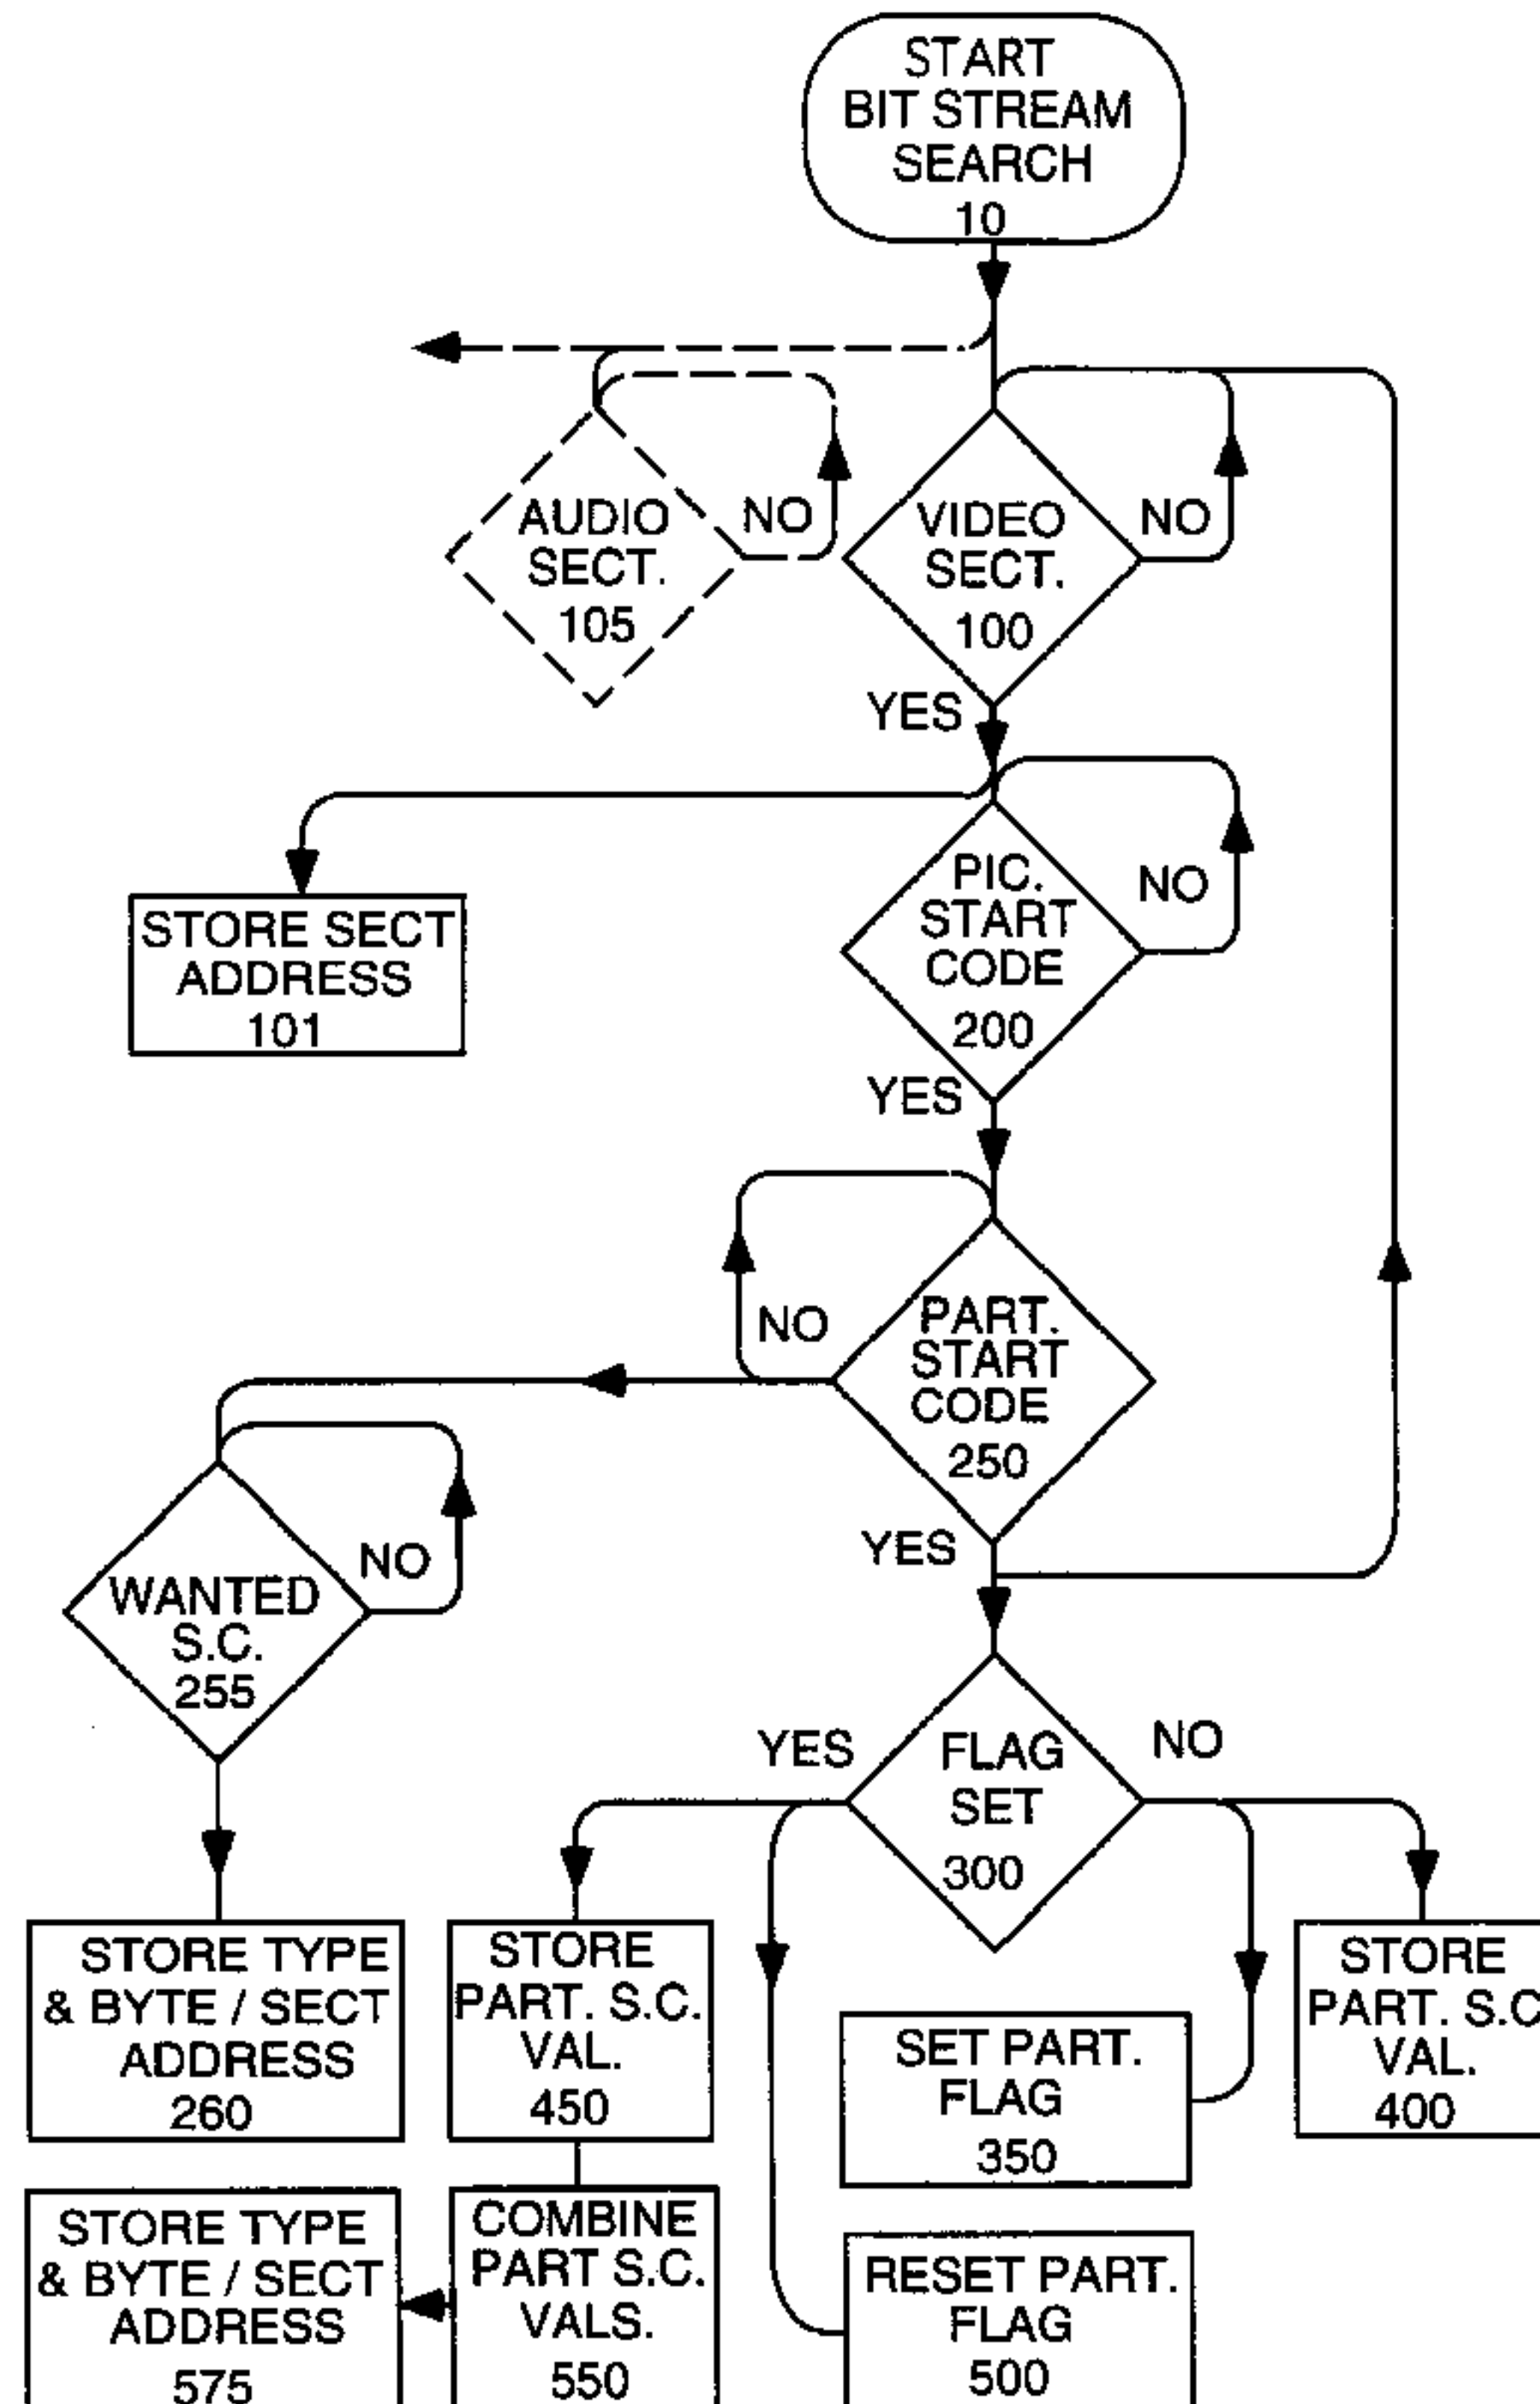 START
BIT STREAM
SEARCH
10
AUDIO
SECT.
105
NO
VIDEO
SECT.
100
NO
YES
STORE SECT
ADDRESS
101
PIC.
START
CODE
200
NO
YES
NO
PART.
START
CODE
250
YES
WANTED
S.C.
255
NO
YES
FLAG
SET
300
NO
STORE TYPE
& BYTE / SECT
ADDRESS
260
STORE
PART. S.C.
VAL.
450
SET PART.
FLAG
350
STORE
PART. S.C
VAL.
400
STORE TYPE
& BYTE / SECT
ADDRESS
575
COMBINE
PART S.C.
VALS.
550
RESET PART.
FLAG
500